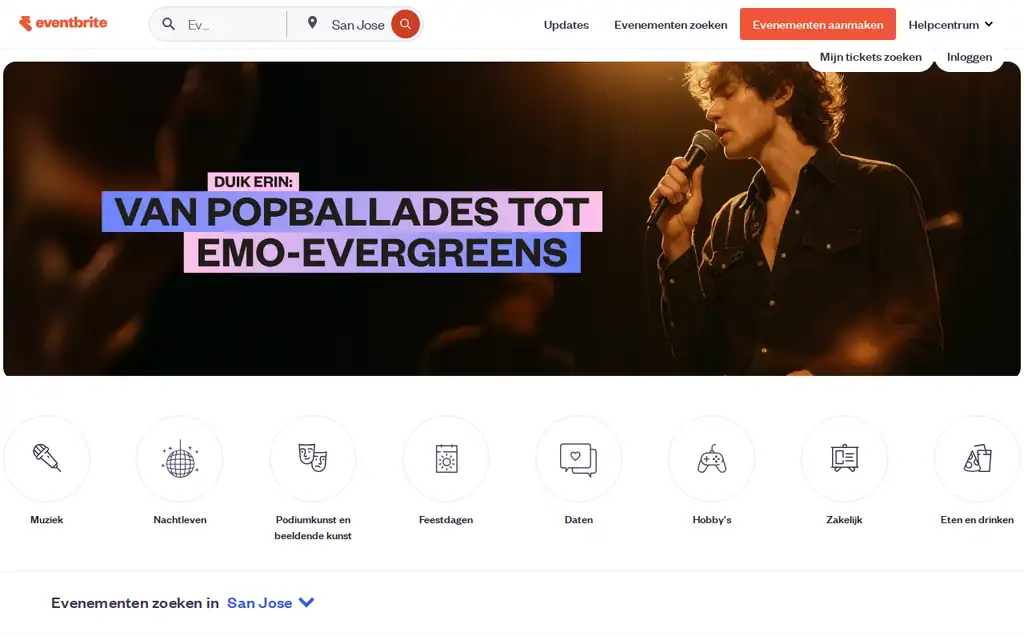 eventbrite
Ev...
San Jose
Updates
Evenementen zoeken
Evenementen aanmaken
Helpcentrum
Mijn tickets zoeken
Inloggen
DUIK ERIN:
VAN POPBALLADES TOT
EMO-EVERGREENS
Muziek
Nachtleven
Podiumkunst en
beeldende kunst
Feestdagen
Daten
Hobby's
Zakelijk
Eten en drinken
Evenementen zoeken in San Jose